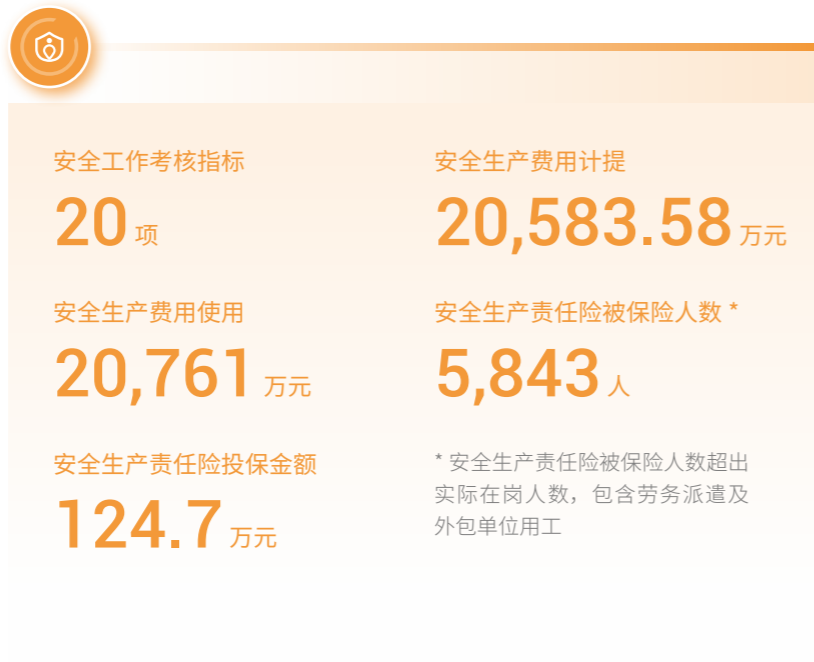 安全工作考核指标
20 项
安全生产费用计提
20,583.58 万元
安全生产费用使用
20,761 万元
安全生产责任险被保险人数 *
5,843 人
安全生产责任险投保金额
124.7 万元
* 安全生产责任险被保险人数超出
实际在岗人数，包含劳务派遣及
外包单位用工